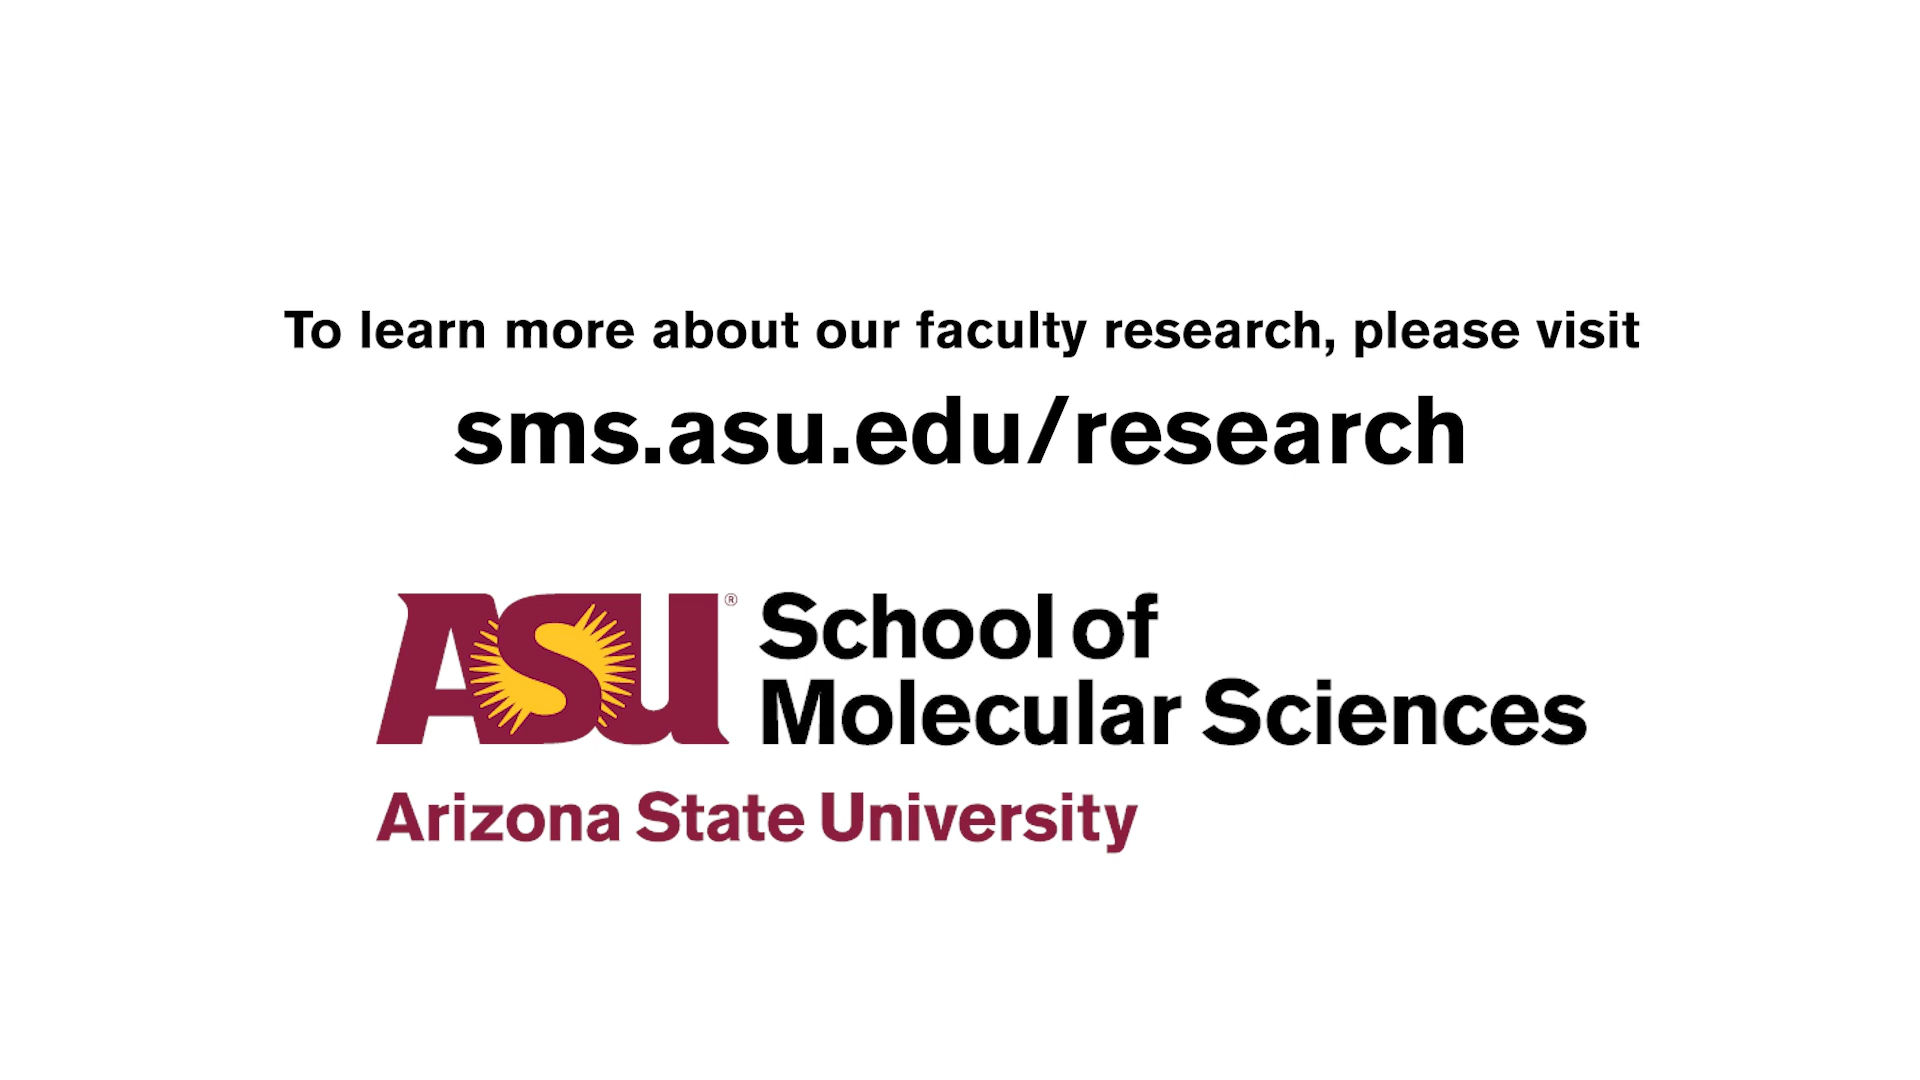 To learn more about our faculty research, please visit
sms.asu.edu/research
ASU® School of
Molecular Sciences
Arizona State University